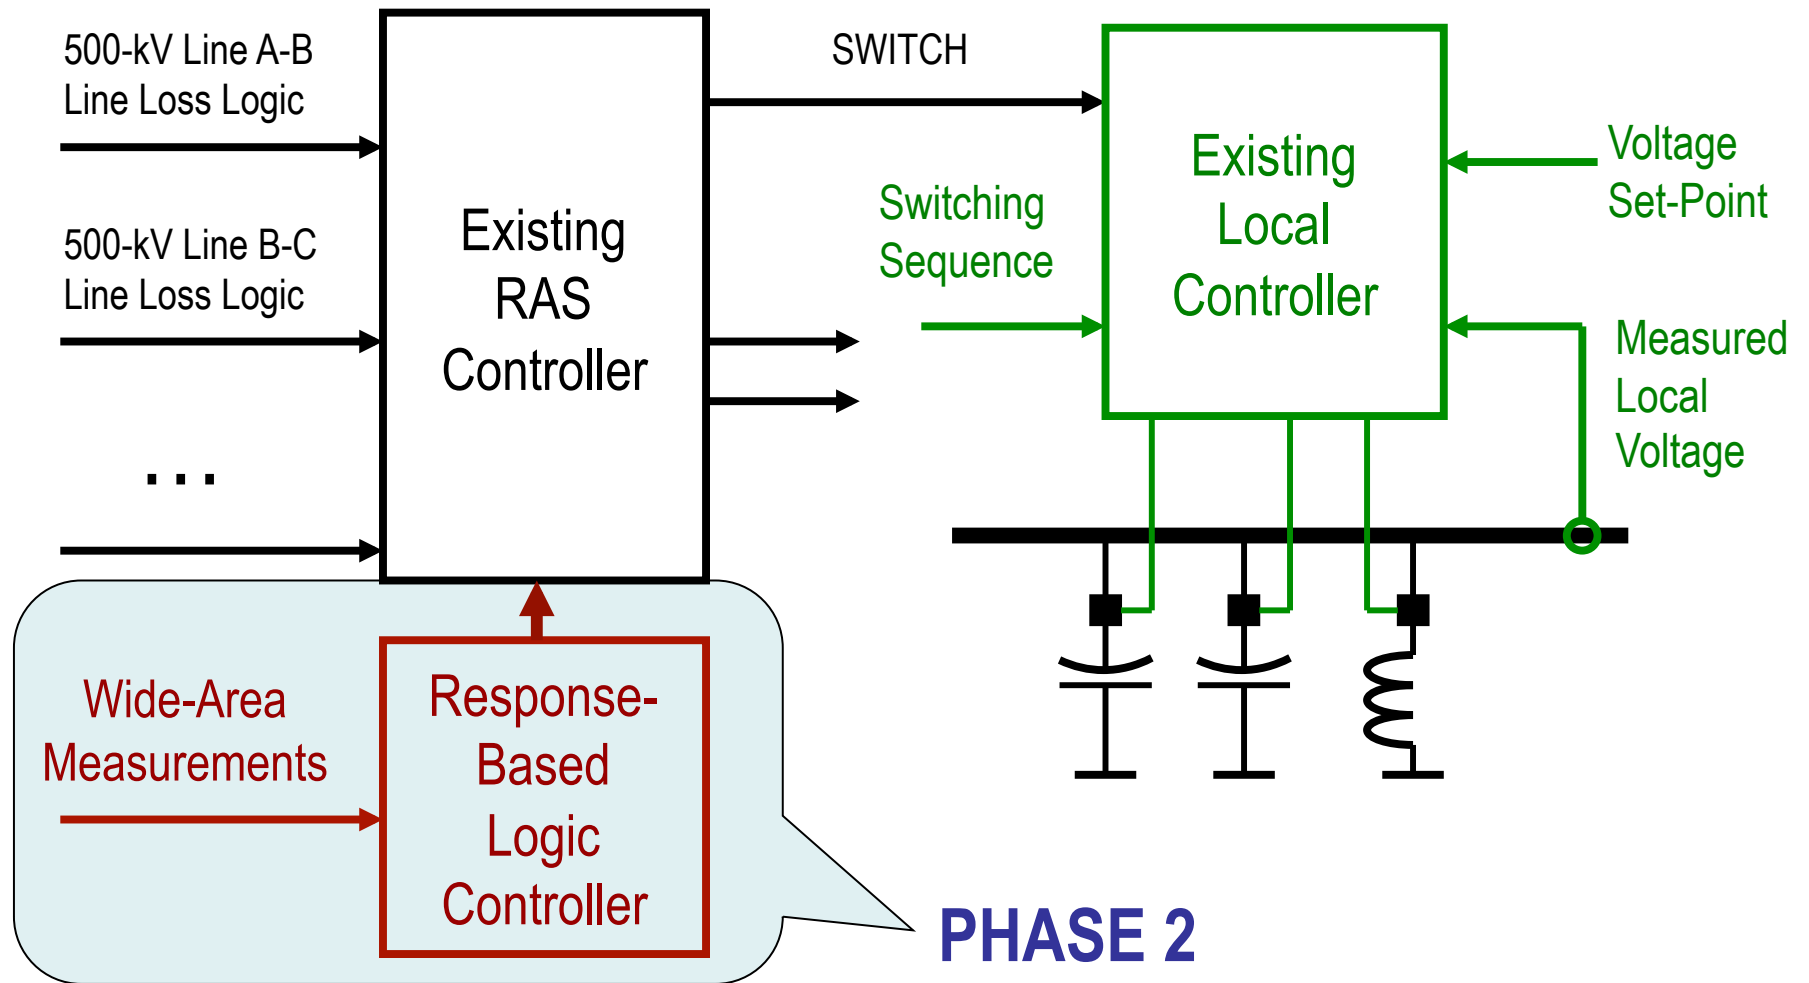 500-kV Line A-B
Line Loss Logic
500-kV Line B-C
Line Loss Logic
...
Existing
RAS
Controller
SWITCH
Switching
Sequence
Existing
Local
Controller
Voltage
Set-Point
Measured
Local
Voltage
Wide-Area
Measurements
Response-
Based
Logic
Controller
PHASE 2